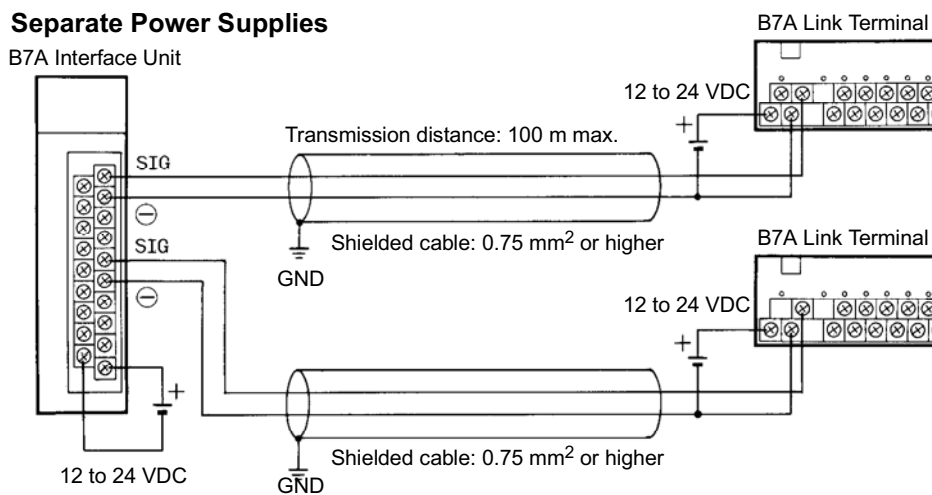 Separate Power Supplies
B7A Interface Unit
B7A Link Terminal
12 to 24 VDC
+
Transmission distance: 100 m max.
SIG
⊖
Shielded cable: 0.75 mm² or higher
GND
SIG
⊖
B7A Link Terminal
12 to 24 VDC
+
+
12 to 24 VDC
Shielded cable: 0.75 mm² or higher
GND